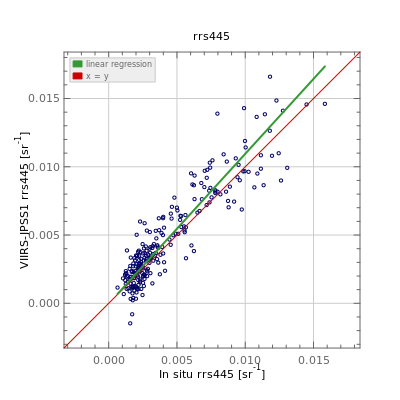 rrs445
linear regression
x = y
VIIRS-JPSS1 rrs445 [sr^-1]
0.015
0.010
0.005
0.000
0.000 0.005 0.010 0.015
In situ rrs445 [sr^-1]